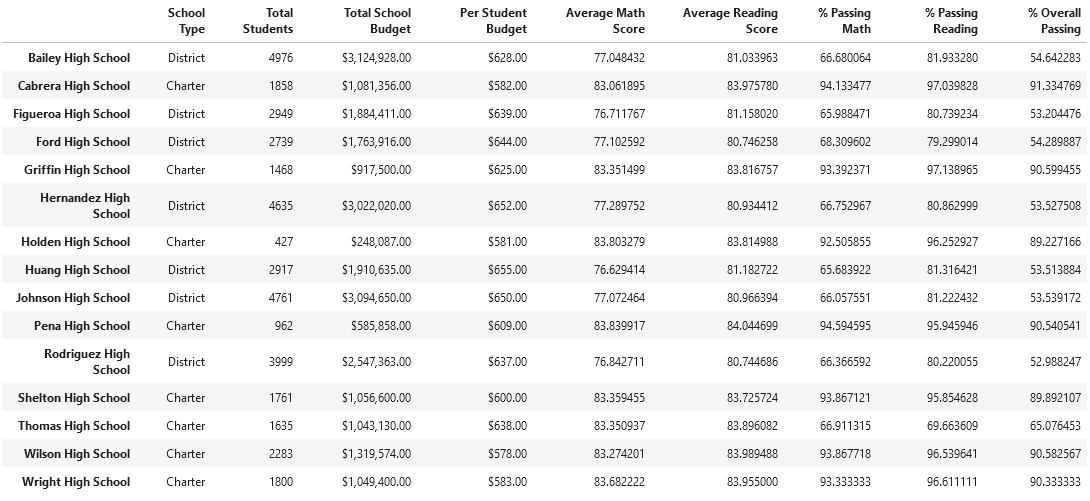 School Type Total Students Total School Budget Per Student Budget Average Math Score Average Reading Score % Passing Math % Passing Reading % Overall Passing
Bailey High School District 4976 $3,124,928.00 $628.00 77.048432 81.033963 66.680064 81.933280 54.642283
Cabrera High School Charter 1858 $1,081,356.00 $582.00 83.061895 83.975780 94.133477 97.039828 91.334769
Figueroa High School District 2949 $1,884,411.00 $639.00 76.711767 81.158020 65.988471 80.739234 53.204476
Ford High School District 2739 $1,763,916.00 $644.00 77.102592 80.746258 68.309602 79.299014 54.289887
Griffin High School Charter 1468 $917,500.00 $625.00 83.351499 83.816757 93.392371 97.138965 90.599455
Hernandez High School District 4635 $3,022,020.00 $652.00 77.289752 80.934412 66.752967 80.862999 53.527508
Holden High School Charter 427 $248,087.00 $581.00 83.803279 83.814988 92.505855 96.252927 89.227166
Huang High School District 2917 $1,910,635.00 $655.00 76.629414 81.182722 65.683922 81.316421 53.513884
Johnson High School District 4761 $3,094,650.00 $650.00 77.072464 80.966394 66.057551 81.222432 53.539172
Pena High School Charter 962 $585,858.00 $609.00 83.839917 84.044699 94.594595 95.945946 90.540541
Rodriguez High School District 3999 $2,547,363.00 $637.00 76.842711 80.744686 66.366592 80.220055 52.988247
Shelton High School Charter 1761 $1,056,600.00 $600.00 83.359455 83.725724 93.867121 95.854628 89.892107
Thomas High School Charter 1635 $1,043,130.00 $638.00 83.350937 83.896082 66.911315 69.663609 65.076453
Wilson High School Charter 2283 $1,319,574.00 $578.00 83.274201 83.989488 93.867718 96.539641 90.582567
Wright High School Charter 1800 $1,049,400.00 $583.00 83.682222 83.955000 93.333333 96.611111 90.333333